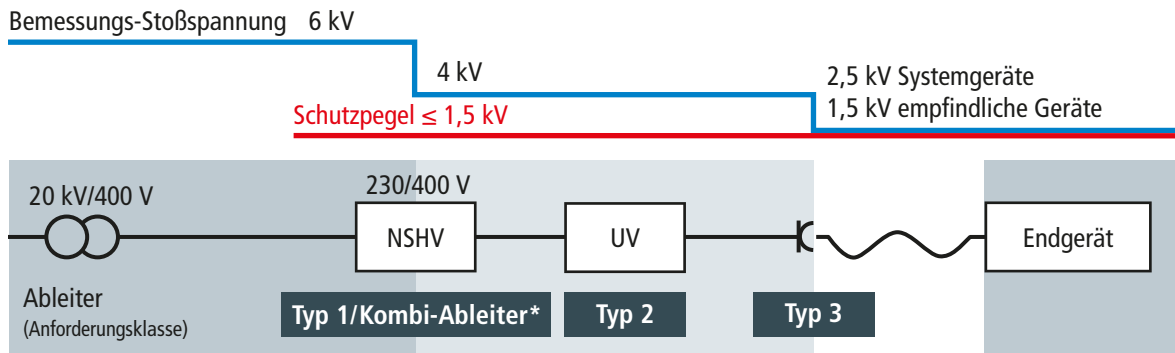 Bemessungs-Stoßspannung 6 kV
4 kV
2,5 kV Systemgeräte
1,5 kV empfindliche Geräte
Schutzpegel ≤ 1,5 kV
20 kV/400 V
230/400 V
NSHV
UV
Endgerät
Ableiter
(Anforderungsklasse)
Typ 1/Kombi-Ableiter*
Typ 2
Typ 3